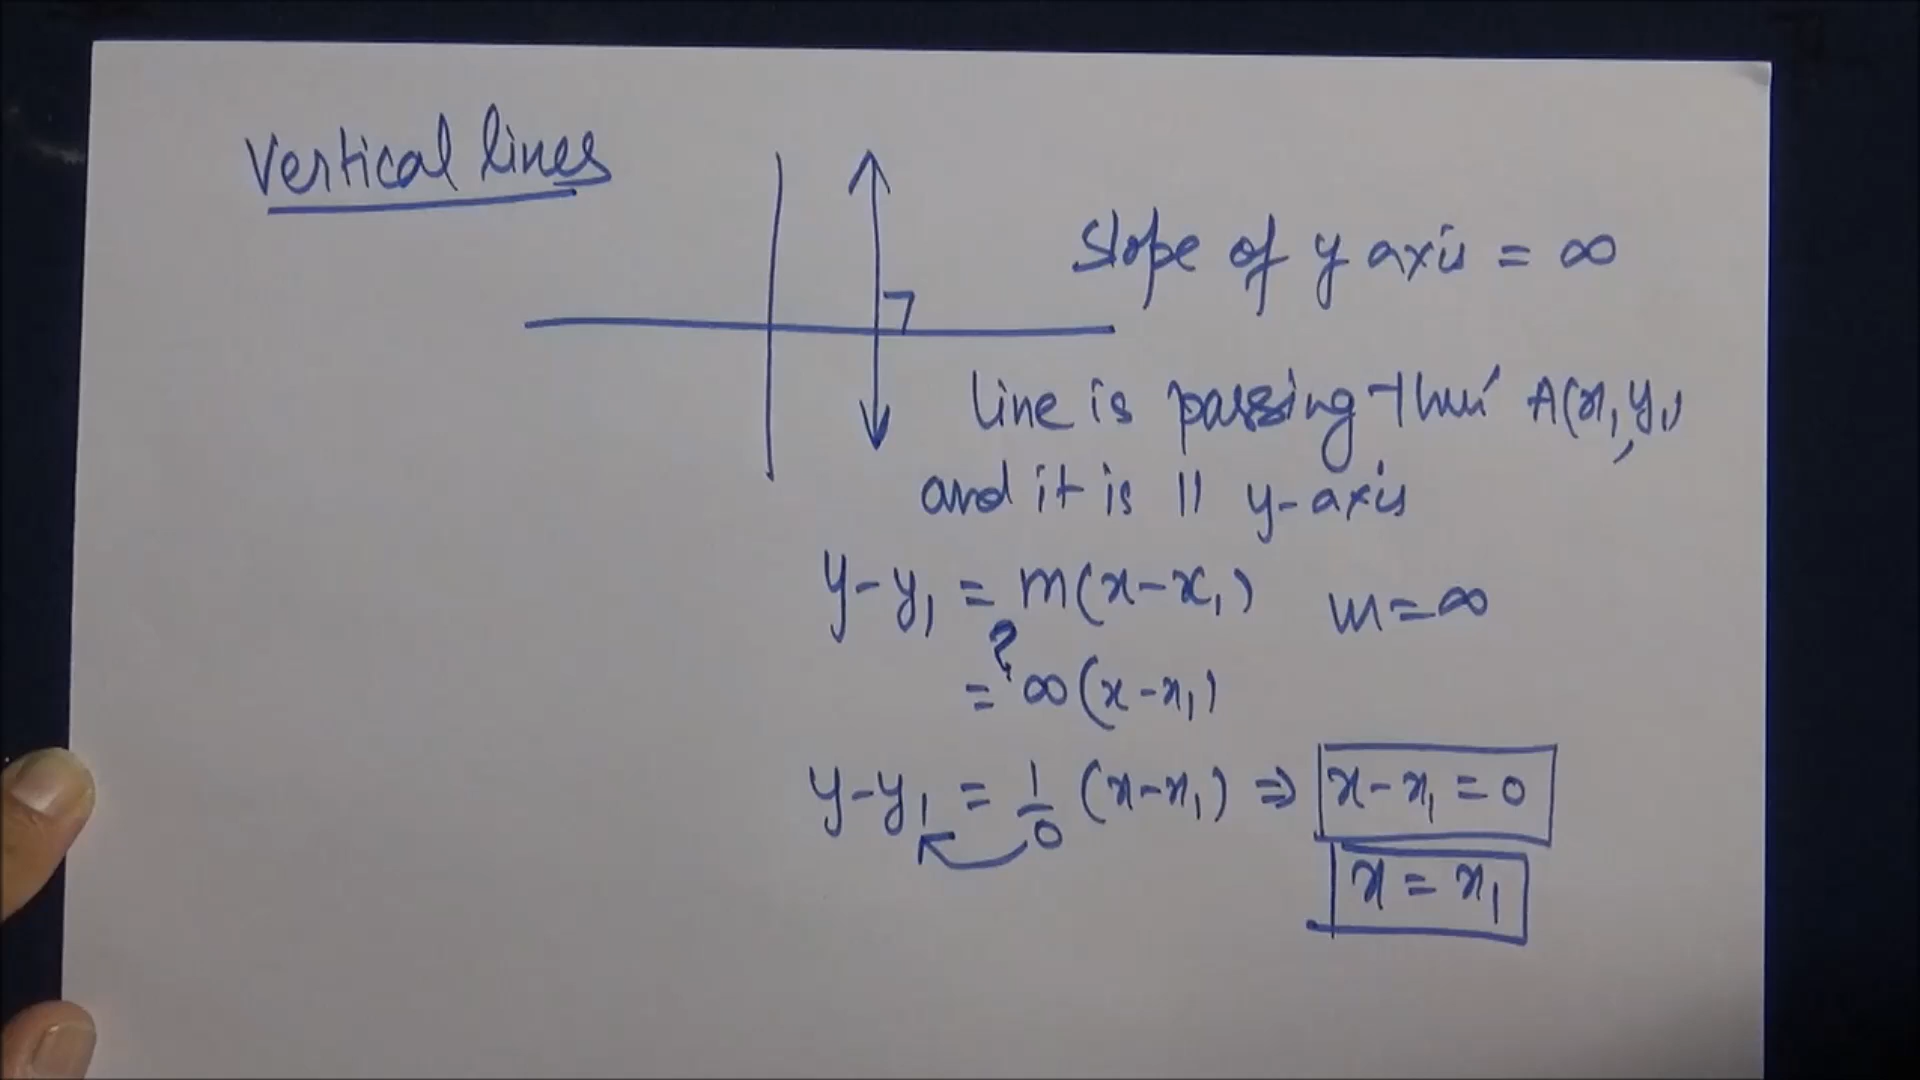 Vertical lines
Slope of y axis = ∞
line is passing thru' A(x₁, y₁)
and it is || y-axis
y-y₁ = m(x-x₁) m=∞
?
= ∞(x-x₁)
y-y₁ = 1/0 (x-x₁) ⇒ x-x₁ = 0
x = x₁